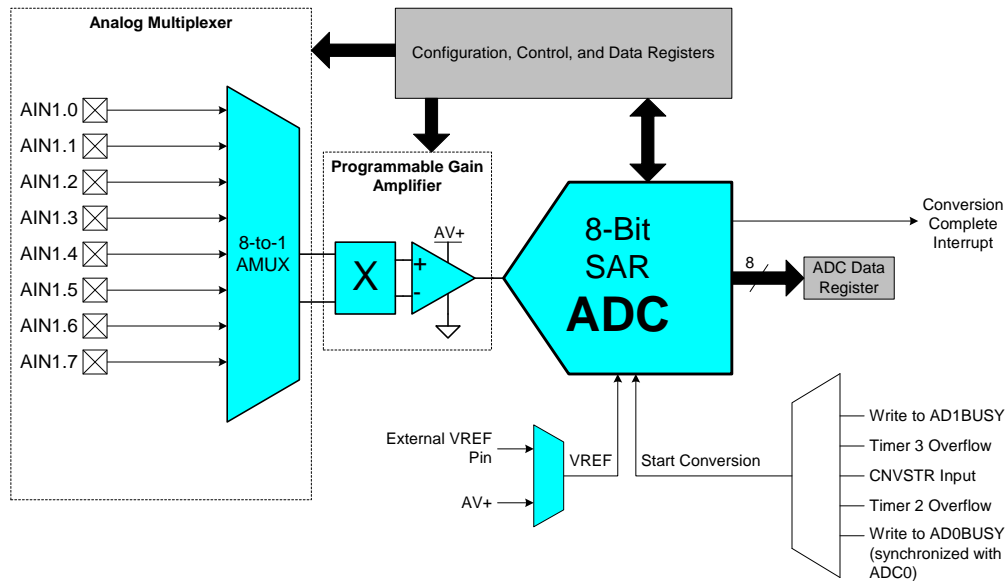 Analog Multiplexer
Configuration, Control, and Data Registers
AIN1.0
AIN1.1
AIN1.2
AIN1.3
AIN1.4
AIN1.5
AIN1.6
AIN1.7
8-to-1
AMUX
Programmable Gain
Amplifier
X
+
-
AV+
8-Bit
SAR
ADC
Conversion
Complete
Interrupt
8
ADC Data
Register
External VREF
Pin
AV+
VREF
Start Conversion
Write to AD1BUSY
Timer 3 Overflow
CNVSTR Input
Timer 2 Overflow
Write to AD0BUSY
(synchronized with
ADC0)